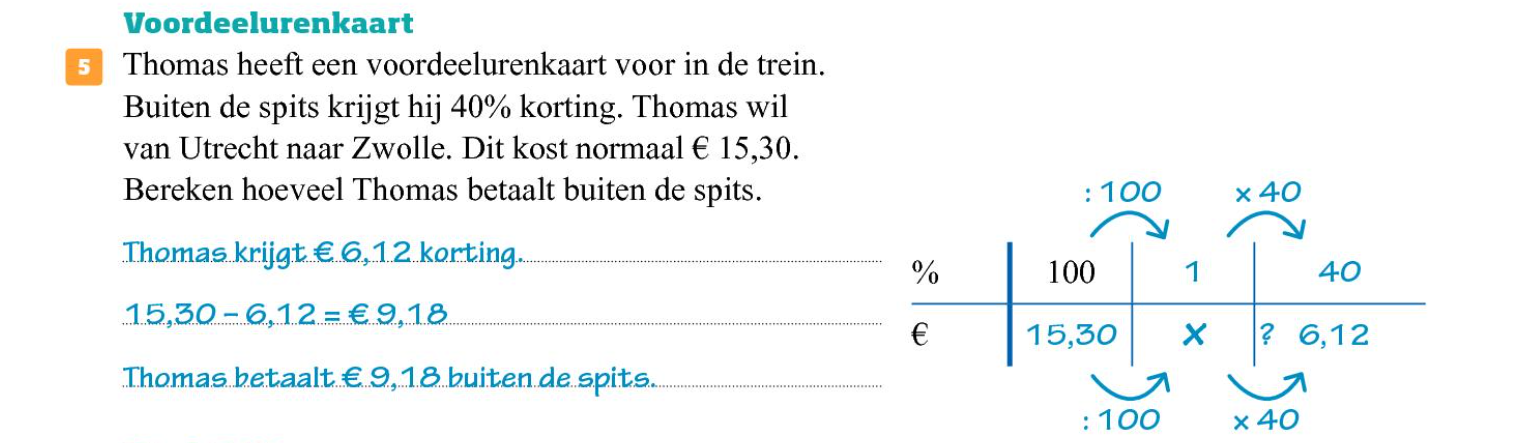 Voordeelurenkaart
5 Thomas heeft een voordeelurenkaart voor in de trein.
Buiten de spits krijgt hij 40% korting. Thomas wil
van Utrecht naar Zwolle. Dit kost normaal € 15,30.
Bereken hoeveel Thomas betaalt buiten de spits.
Thomas krijgt € 6,12 korting.
15,30 – 6,12 = € 9,18
Thomas betaalt € 9,18 buiten de spits.
: 100 x 40
% 100 1 40
€ 15,30 X ? 6,12
: 100 x 40